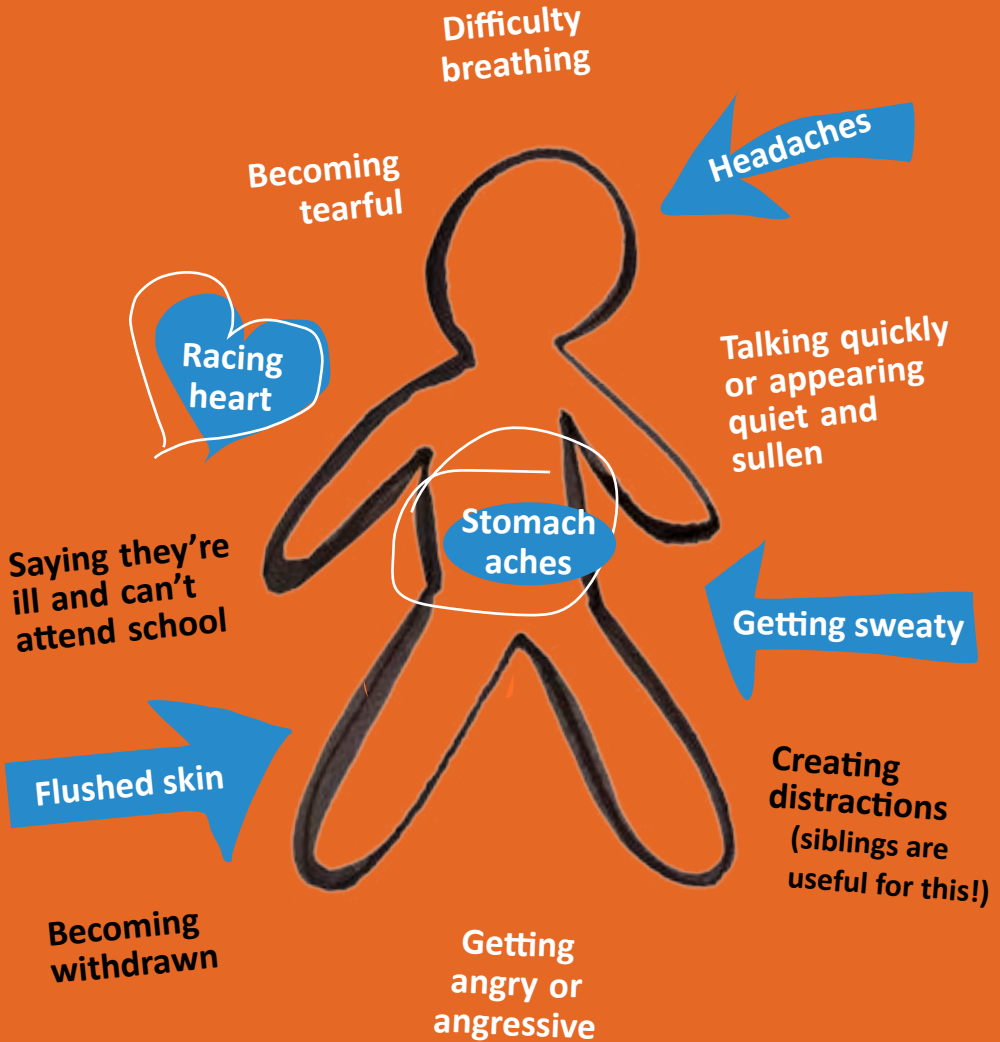 Difficulty
breathing
Headaches
Becoming
tearful
Racing
heart
Talking quickly
or appearing
quiet and
sullen
Stomach
aches
Saying they’re
ill and can’t
attend school
Getting sweaty
Flushed skin
Creating
distractions
(siblings are
useful for this!)
Becoming
withdrawn
Getting
angry or
angressive